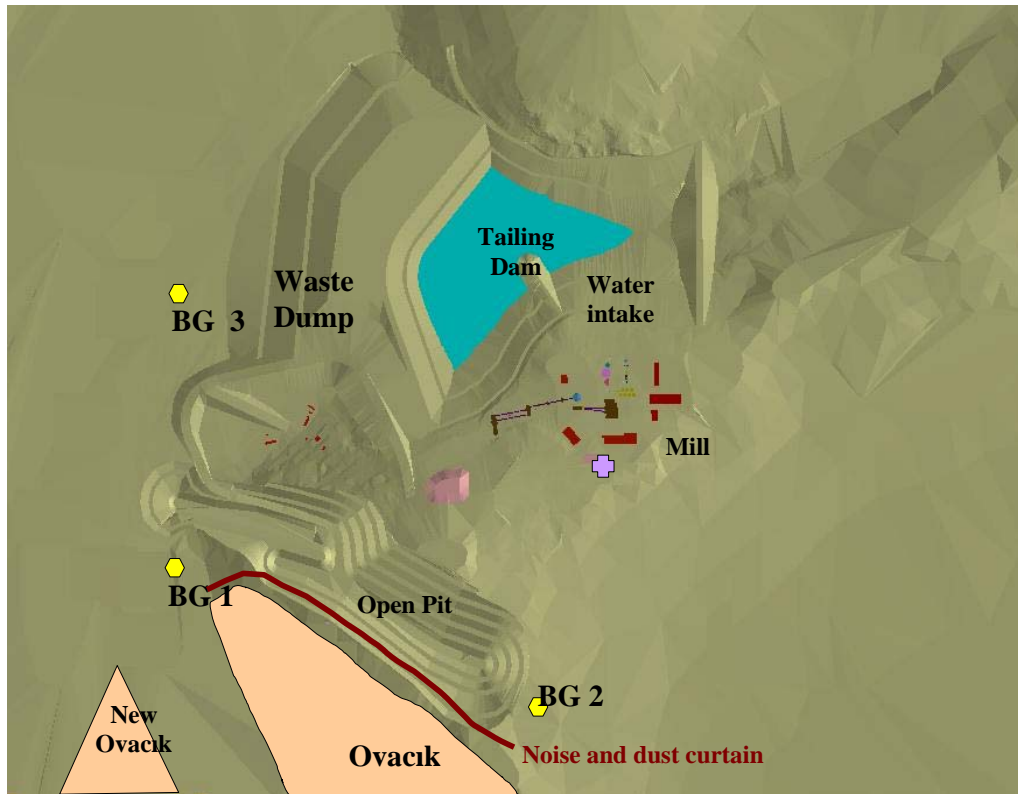 Tailing
Dam
Waste
Dump
Water
intake
BG 3
Mill
BG 1
Open Pit
BG 2
New
Ovacık
Ovacık
Noise and dust curtain